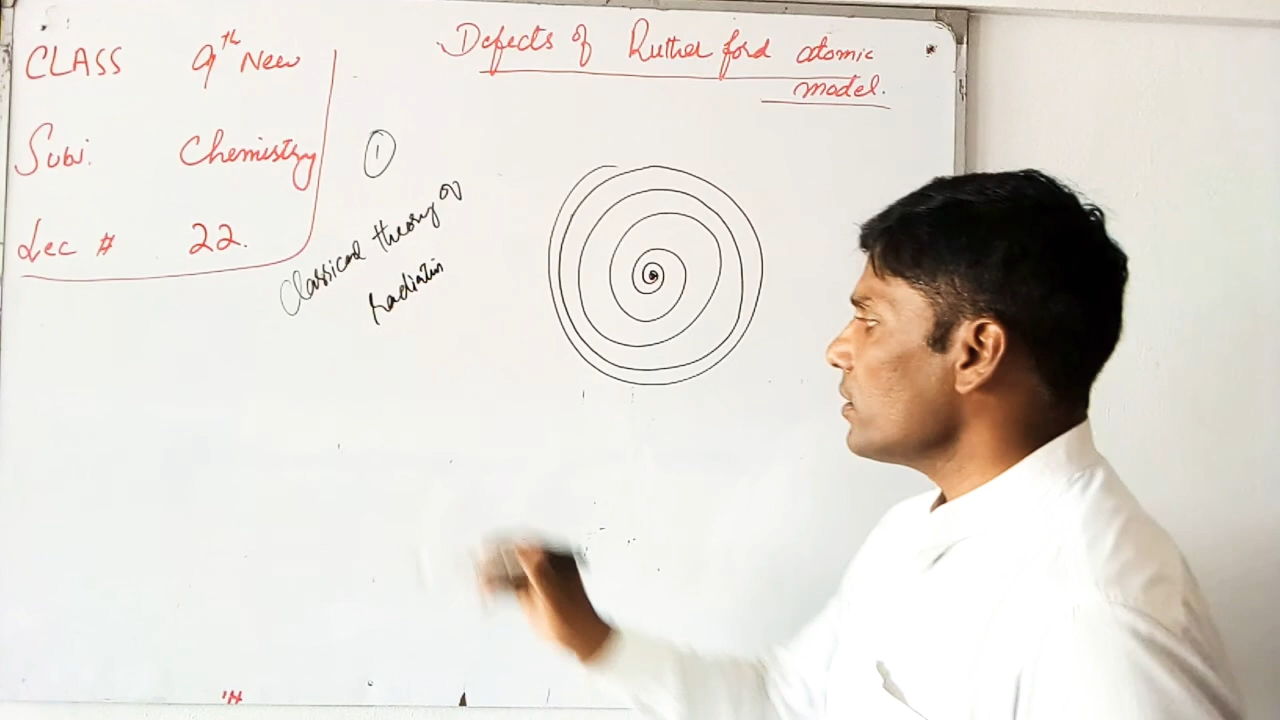 CLASS 9th New
Subj. Chemistry
Lec # 22.
Defects of Rutherford atomic
model.
1
Classical theory of
radiation